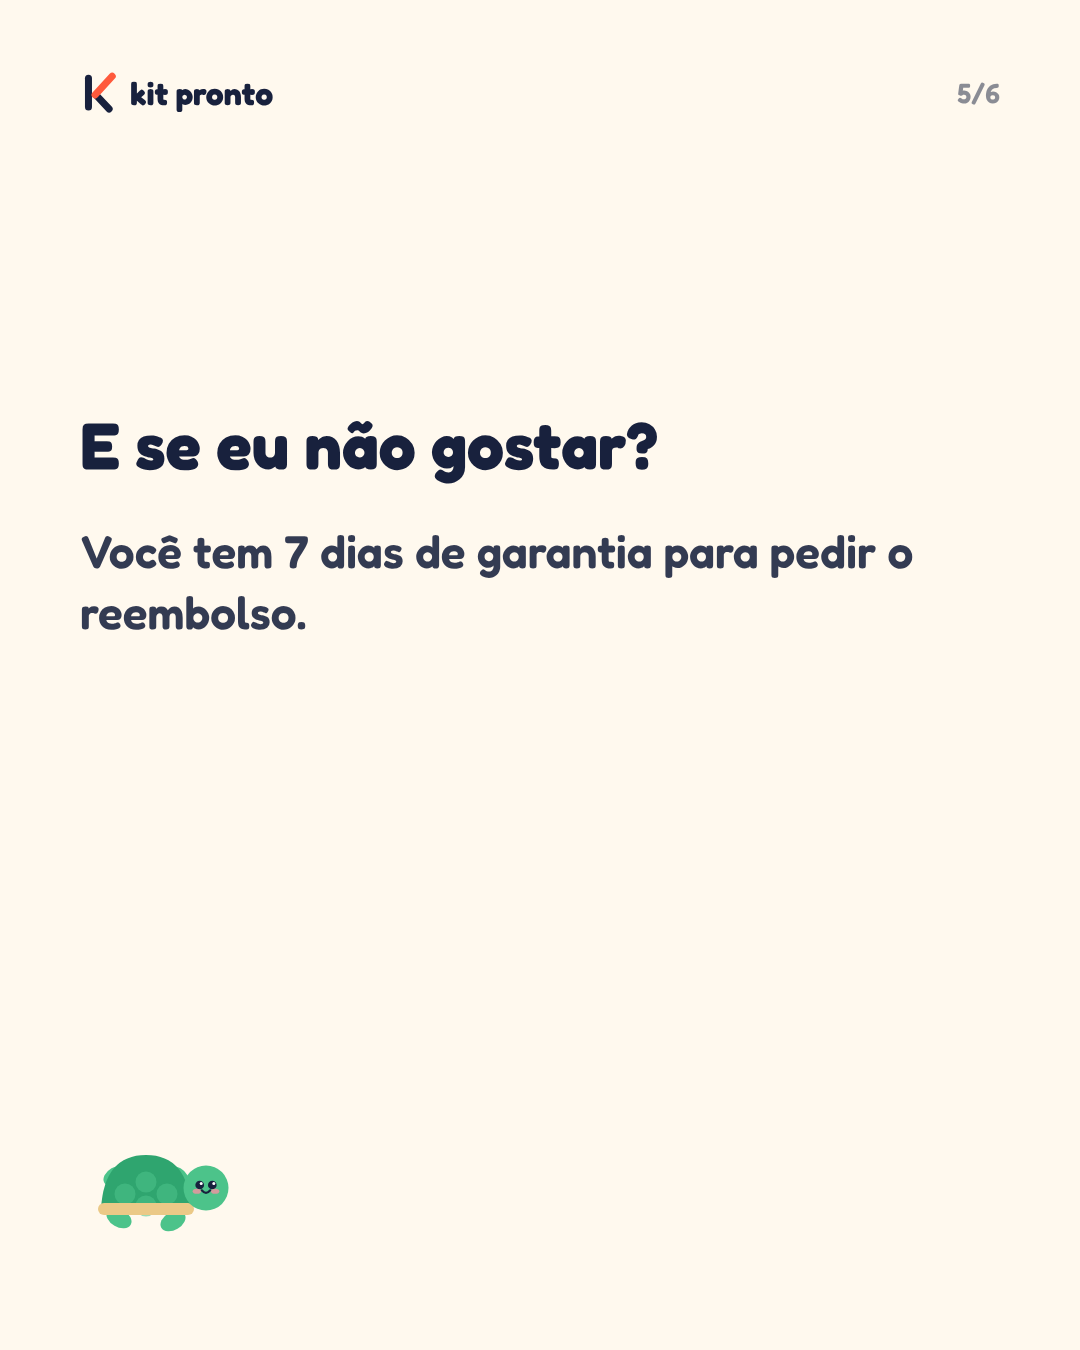 kit pronto
5/6
E se eu não gostar?
Você tem 7 dias de garantia para pedir o
reembolso.